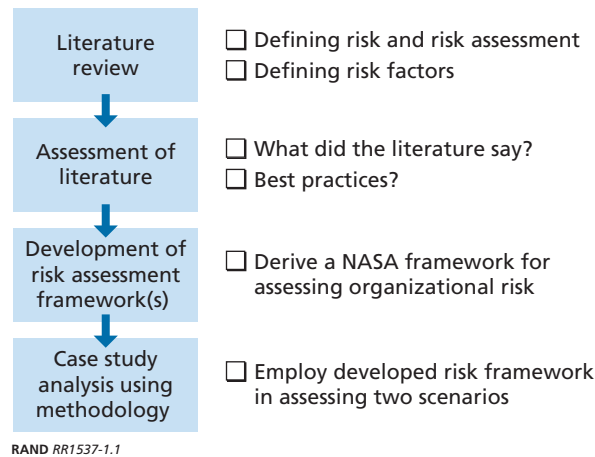 Literature
review
☐ Defining risk and risk assessment
☐ Defining risk factors
Assessment of
literature
☐ What did the literature say?
☐ Best practices?
Development of
risk assessment
framework(s)
☐ Derive a NASA framework for
assessing organizational risk
Case study
analysis using
methodology
☐ Employ developed risk framework
in assessing two scenarios
RAND RR1537-1.1